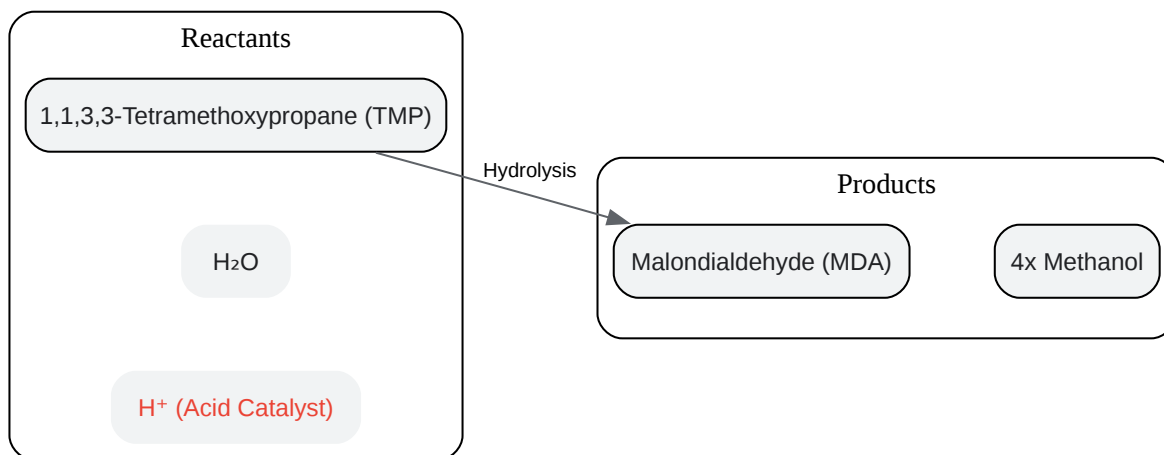 Reactants
1,1,3,3-Tetramethoxypropane (TMP)
Hydrolysis
H₂O
H⁺ (Acid Catalyst)
Products
Malondialdehyde (MDA)
4x Methanol